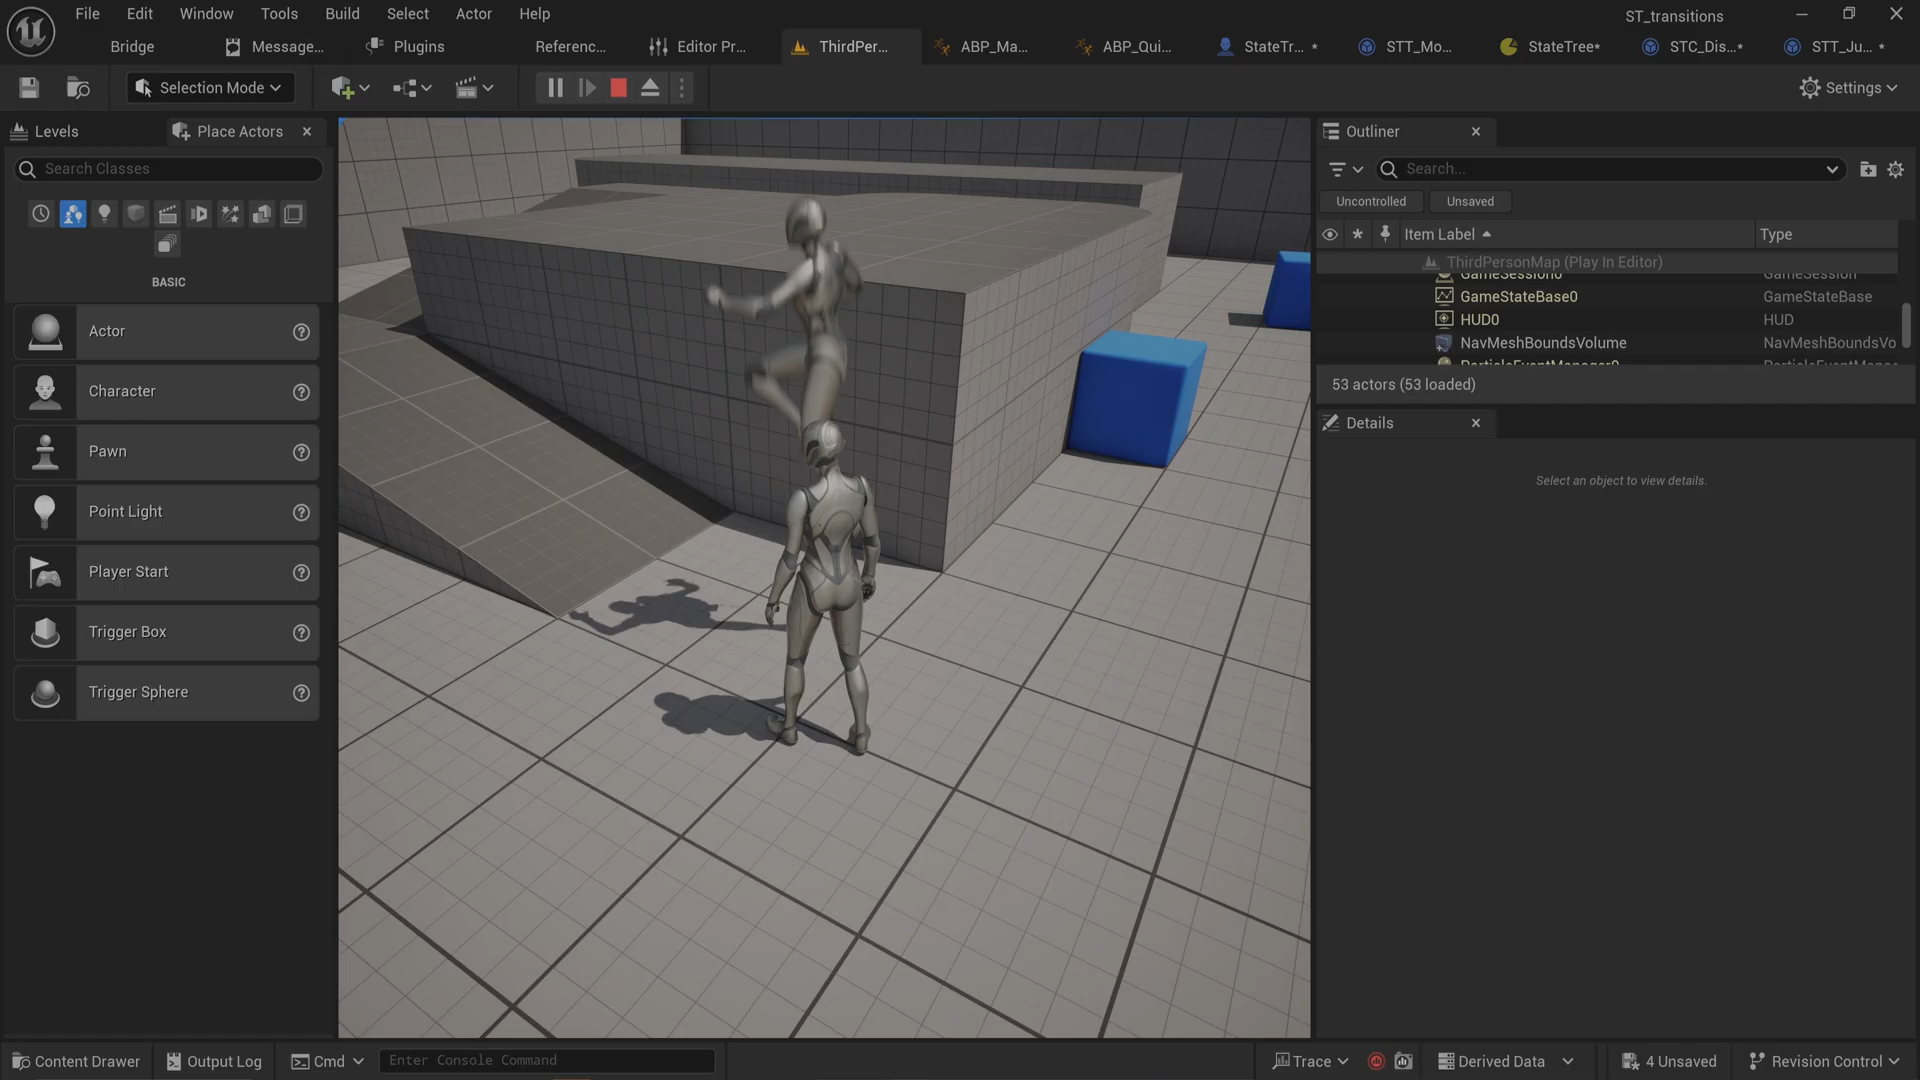 File Edit Window Tools Build Select Actor Help
ST_transitions
Bridge Message... Plugins Referenc... Editor Pr... ThirdPer... ABP_Ma... ABP_Qui... StateTr... * STT_Mo... StateTree* STC_Dis...* STT_Ju... *
Selection Mode
Settings
Levels
Place Actors
Search Classes
BASIC
Actor
Character
Pawn
Point Light
Player Start
Trigger Box
Trigger Sphere
Outliner
Search...
Uncontrolled Unsaved
Item Label Type
ThirdPersonMap (Play In Editor)
GameSession0 GameSession
GameStateBase0 GameStateBase
HUD0 HUD
NavMeshBoundsVolume NavMeshBoundsVo
53 actors (53 loaded)
Details
Select an object to view details.
Content Drawer Output Log Cmd Enter Console Command Trace Derived Data 4 Unsaved Revision Control